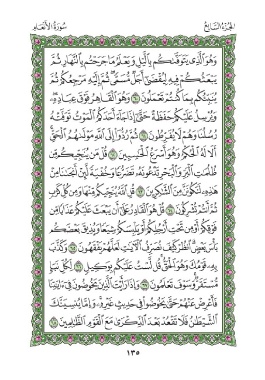 الجزء السابع
سورة الأنعام
وَهُوَ ٱلَّذِى يَتَوَفَّىٰكُم بِٱلَّيْلِ وَيَعْلَمُ مَا جَرَحْتُم بِٱلنَّهَارِ ثُمَّ
يَبْعَثُكُمْ فِيهِ لِيُقْضَىٰٓ أَجَلٌ مُّسَمًّى ثُمَّ إِلَيْهِ مَرْجِعُكُمْ ثُمَّ
يُنَبِّئُكُم بِمَا كُنتُمْ تَعْمَلُونَ ٦٠ وَهُوَ ٱلْقَاهِرُ فَوْقَ عِبَادِهِۦ
وَيُرْسِلُ عَلَيْكُمْ حَفَظَةً حَتَّىٰٓ إِذَا جَآءَ أَحَدَكُمُ ٱلْمَوْتُ تَوَفَّتْهُ
رُسُلُنَا وَهُمْ لَا يُفَرِّطُونَ ٦١ ثُمَّ رُدُّوٓا۟ إِلَى ٱللَّهِ مَوْلَىٰهُمُ ٱلْحَقِّ
أَلَا لَهُ ٱلْحُكْمُ وَهُوَ أَسْرَعُ ٱلْحَـٰسِبِينَ ٦٢ قُلْ مَن يُنَجِّيكُم مِّن
ظُلُمَـٰتِ ٱلْبَرِّ وَٱلْبَحْرِ تَدْعُونَهُۥ تَضَرُّعًا وَخُفْيَةً لَّئِنْ أَنجَىٰنَا مِنْ
هَـٰذِهِۦ لَنَكُونَنَّ مِنَ ٱلشَّـٰكِرِينَ ٦٣ قُلِ ٱللَّهُ يُنَجِّيكُم مِّنْهَا وَمِن كُلِّ كَرْبٍ
ثُمَّ أَنتُمْ تُشْرِكُونَ ٦٤ قُلْ هُوَ ٱلْقَادِرُ عَلَىٰٓ أَن يَبْعَثَ عَلَيْكُمْ عَذَابًا مِّن
فَوْقِكُمْ أَوْ مِن تَحْتِ أَرْجُلِكُمْ أَوْ يَلْبِسَكُمْ شِيَعًا وَيُذِيقَ بَعْضَكُم
بَأْسَ بَعْضٍ ٱنظُرْ كَيْفَ نُصَرِّفُ ٱلْـَٔايَـٰتِ لَعَلَّهُمْ يَفْقَهُونَ ٦٥ وَكَذَّبَ
بِهِۦ قَوْمُكَ وَهُوَ ٱلْحَقُّ قُل لَّسْتُ عَلَيْكُم بِوَكِيلٍ ٦٦ لِّكُلِّ نَبَإٍ
مُّسْتَقَرٌّ وَسَوْفَ تَعْلَمُونَ ٦٧ وَإِذَا رَأَيْتَ ٱلَّذِينَ يَخُوضُونَ فِىٓ ءَايَـٰتِنَا
فَأَعْرِضْ عَنْهُمْ حَتَّىٰ يَخُوضُوا۟ فِى حَدِيثٍ غَيْرِهِۦ وَإِمَّا يُنسِيَنَّكَ
ٱلشَّيْطَـٰنُ فَلَا تَقْعُدْ بَعْدَ ٱلذِّكْرَىٰ مَعَ ٱلْقَوْمِ ٱلظَّـٰلِمِينَ ٦٨
١٣٥